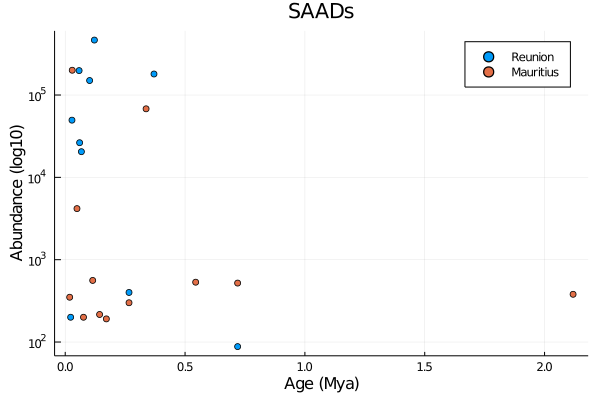 SAADs
Reunion
Mauritius
10^5
10^4
10^3
10^2
Abundance (log10)
0.0 0.5 1.0 1.5 2.0
Age (Mya)